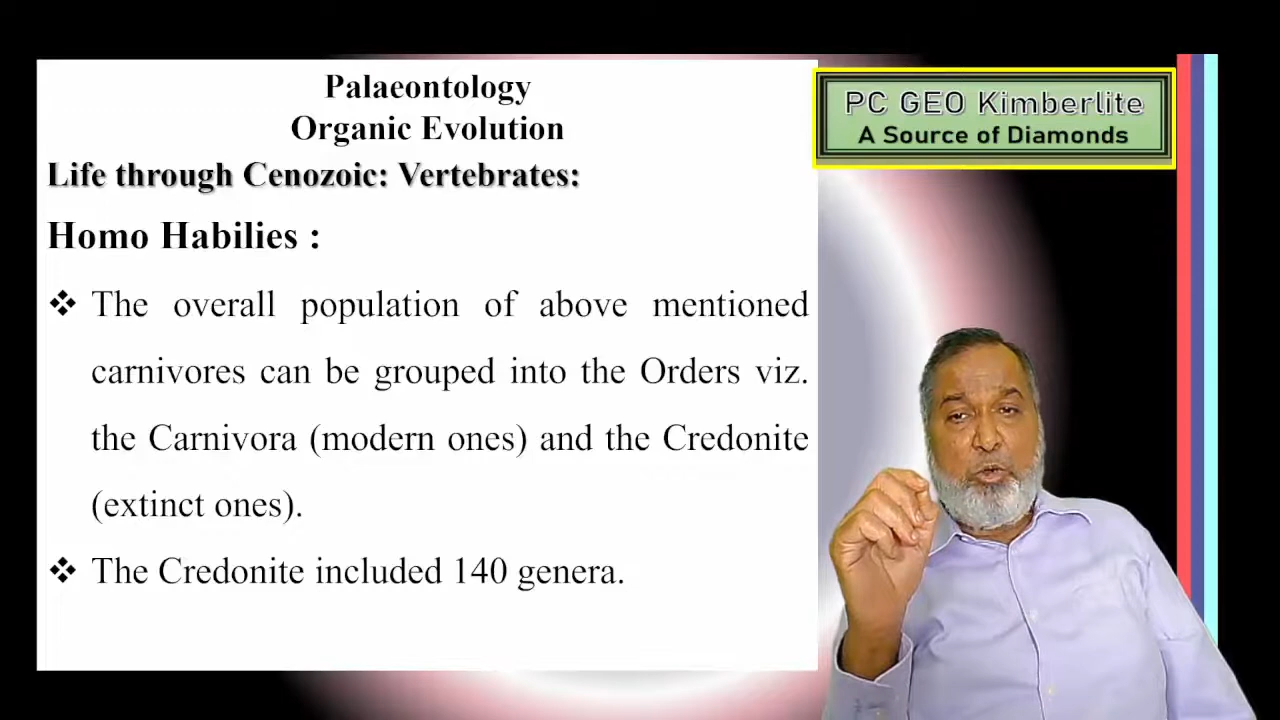 Palaeontology
Organic Evolution
Life through Cenozoic: Vertebrates:
Homo Habilies :
❖ The overall population of above mentioned
carnivores can be grouped into the Orders viz.
the Carnivora (modern ones) and the Credonite
(extinct ones).
❖ The Credonite included 140 genera.
PC GEO Kimberlite
A Source of Diamonds